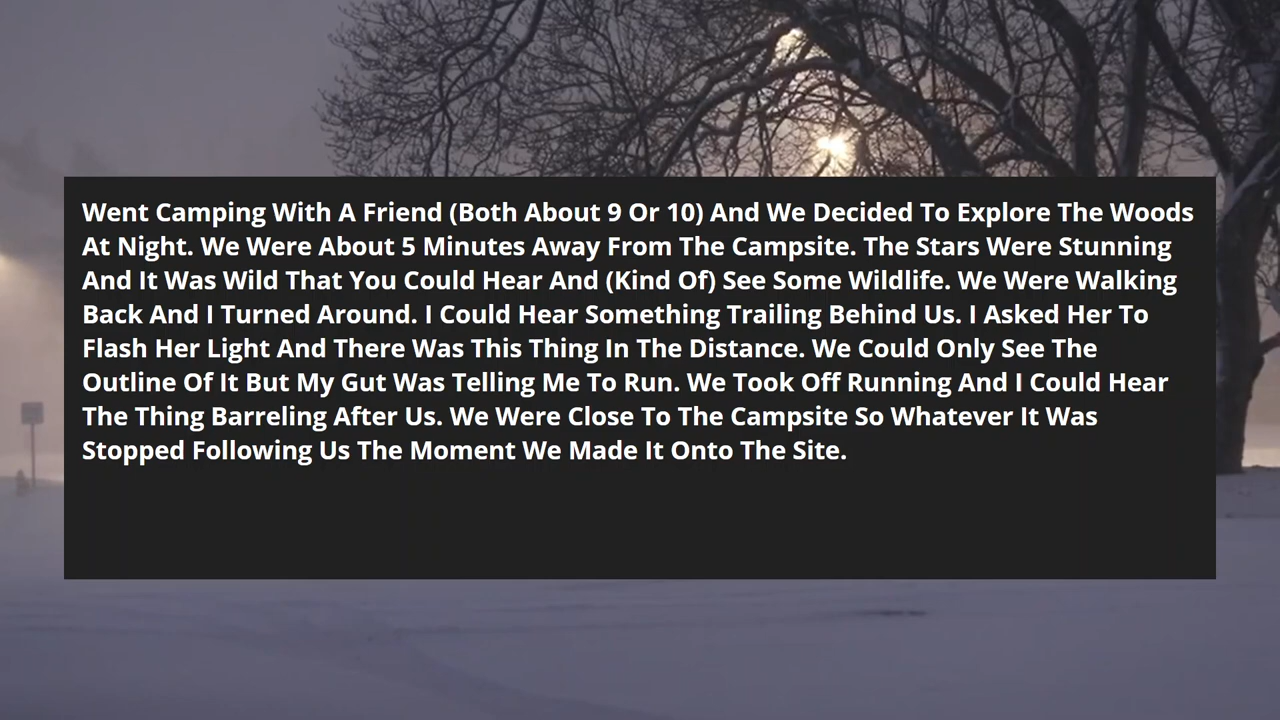 Went Camping With A Friend (Both About 9 Or 10) And We Decided To Explore The Woods
At Night. We Were About 5 Minutes Away From The Campsite. The Stars Were Stunning
And It Was Wild That You Could Hear And (Kind Of) See Some Wildlife. We Were Walking
Back And I Turned Around. I Could Hear Something Trailing Behind Us. I Asked Her To
Flash Her Light And There Was This Thing In The Distance. We Could Only See The
Outline Of It But My Gut Was Telling Me To Run. We Took Off Running And I Could Hear
The Thing Barreling After Us. We Were Close To The Campsite So Whatever It Was
Stopped Following Us The Moment We Made It Onto The Site.